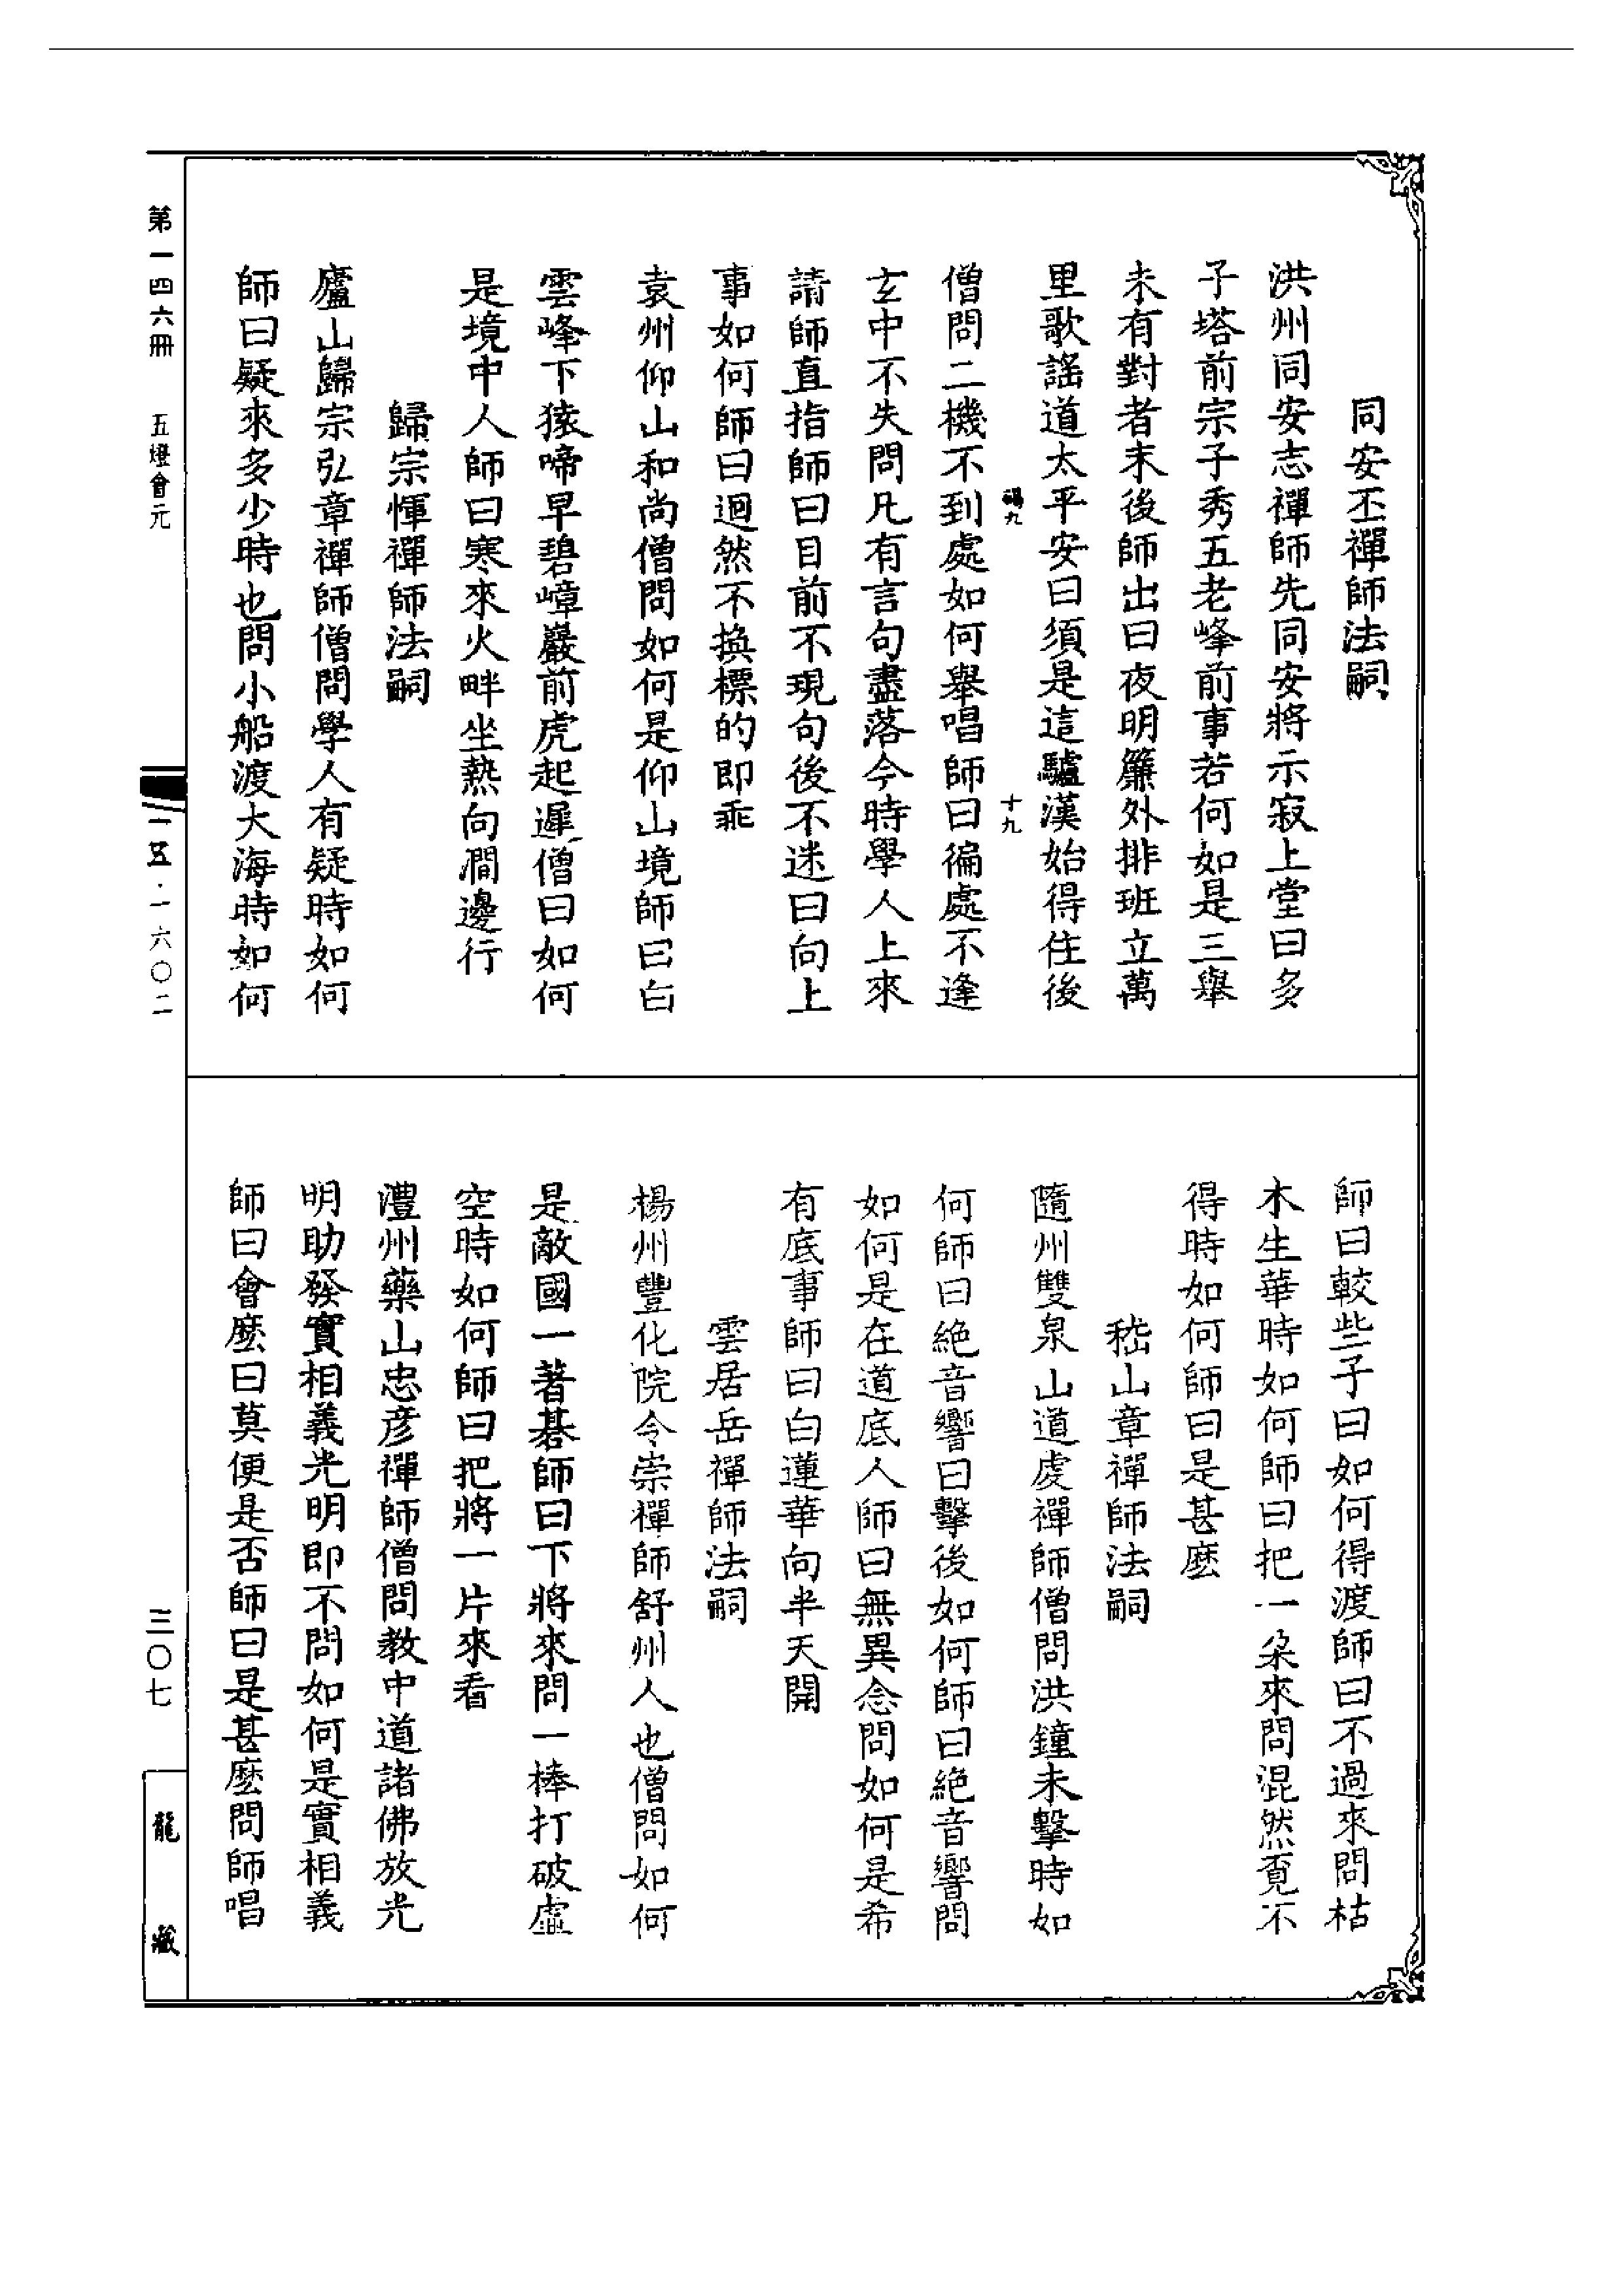 同安丕禪師法嗣
洪州同安志禪師先同安將示寂上堂曰多
子塔前宗子秀五老峰前事若何如是三舉
未有對者末後師出曰夜明簾外排班立萬
里歌謠道太平安曰須是這驢漢始得住後
十九
僧問二機不到處如何舉唱師曰徧處不逢
玄中不失問凡有言句盡落今時學人上來
請師直指師曰目前不現句後不迷曰向上
事如何師曰迥然不換標的即乖
袁州仰山和尚僧問如何是仰山境師曰白
雲峰下猿啼早碧嶂巖前虎起遲僧曰如何
是境中人師曰寒來火畔坐熱向澗邊行
歸宗惲禪師法嗣
廬山歸宗弘章禪師僧問學人有疑時如何
師曰疑來多少時也問小船渡大海時如何
師曰較些子曰如何得渡師曰不過來問枯
木生華時如何師曰把一朵來問混然覓不
得時如何師曰是甚麼
嵇山章禪師法嗣
隨州雙泉山道虔禪師僧問洪鐘未擊時如
何師曰絕音響曰擊後如何師曰絕音響問
如何是在道底人師曰無異念問如何是希
有底事師曰白蓮華向半天開
雲居岳禪師法嗣
楊州豐化院令崇禪師舒州人也僧問如何
是敵國一著碁師曰下將來問一棒打破虛
空時如何師曰把將一片來看
澧州藥山忠彥禪師僧問教中道諸佛放光
明助發實相義光明即不問如何是實相義
師曰會麼曰莫便是否師曰是甚麼問師唱
第一四六冊 五燈會元
一五·一六〇二
三〇七
龍藏